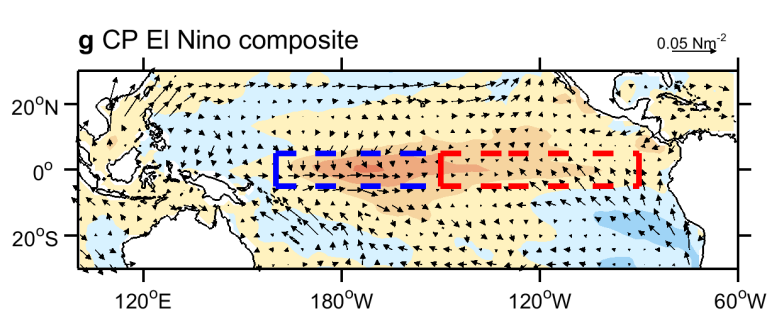 g CP El Nino composite
0.05 Nm-2
20oN
0o
20oS
120oE
180oW
120oW
60oW